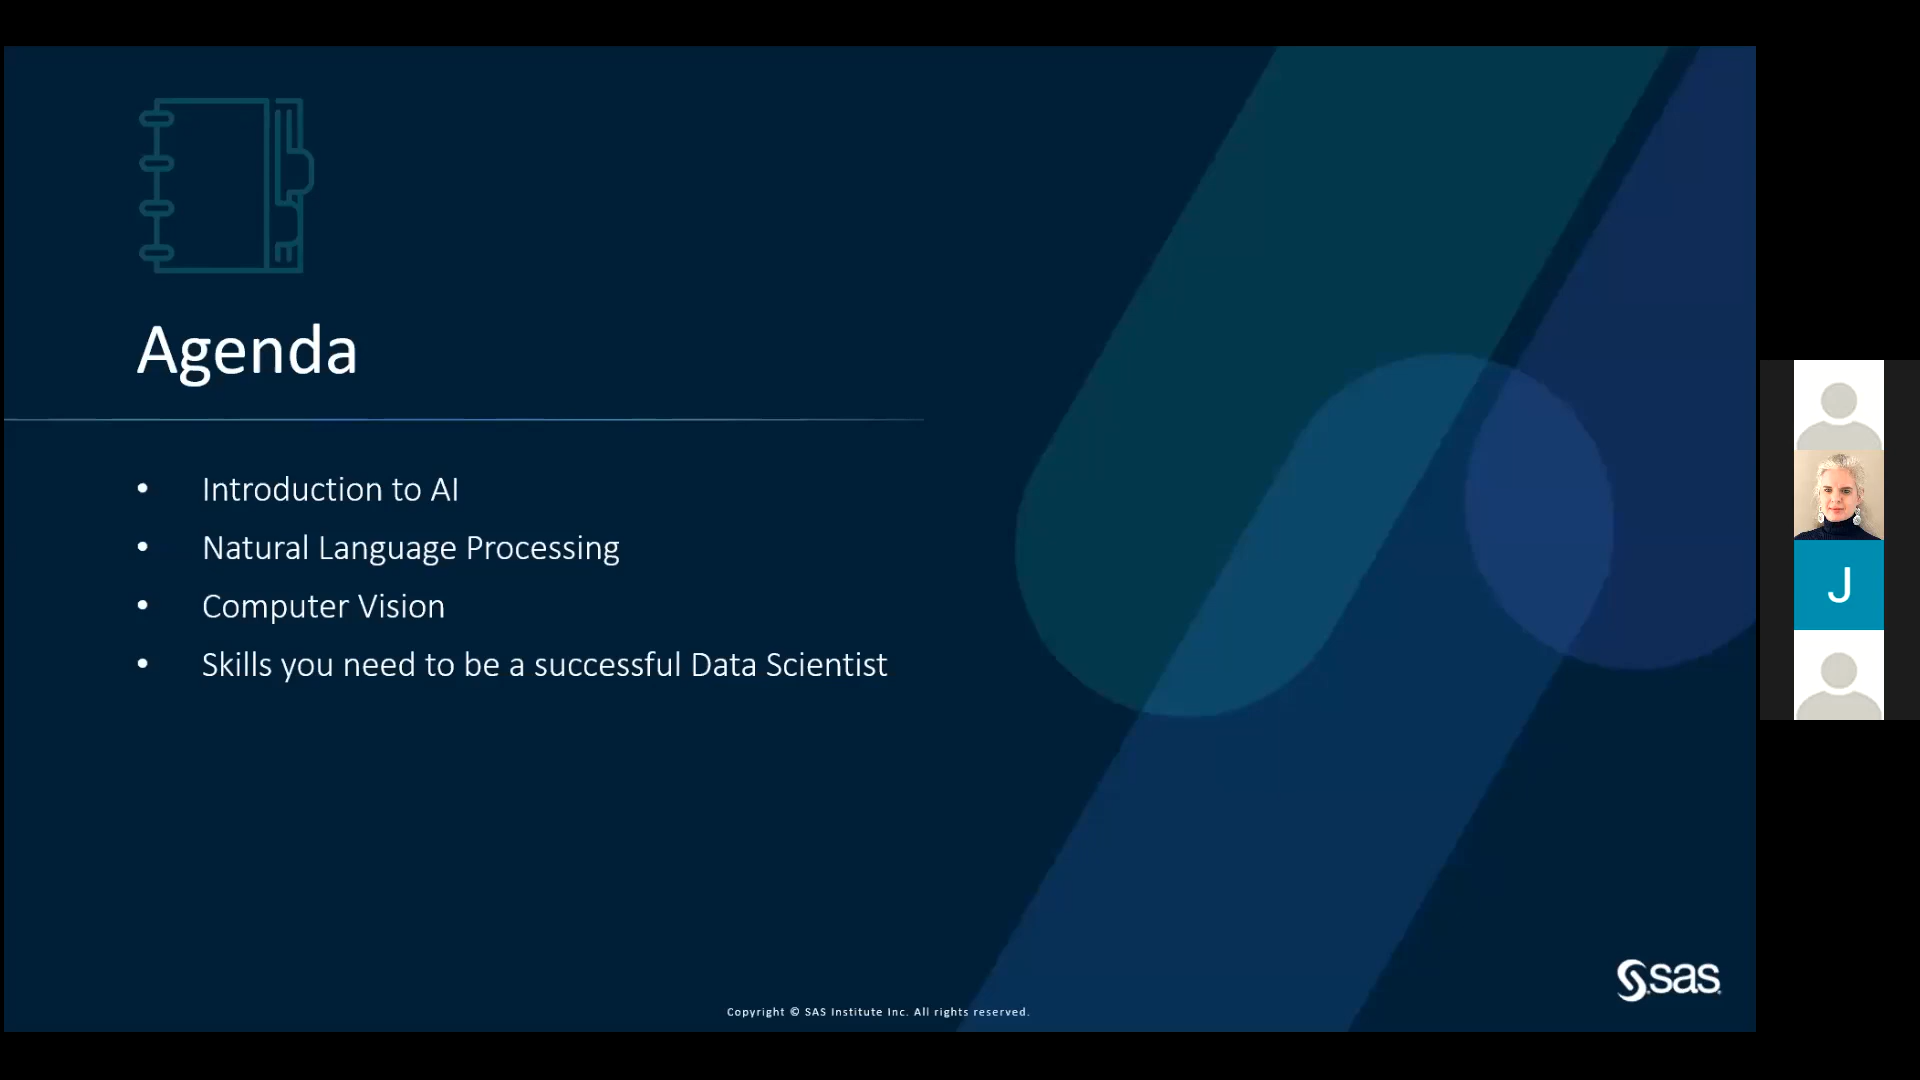 Agenda
• Introduction to AI
• Natural Language Processing
• Computer Vision
• Skills you need to be a successful Data Scientist
J
sas
Copyright © SAS Institute Inc. All rights reserved.